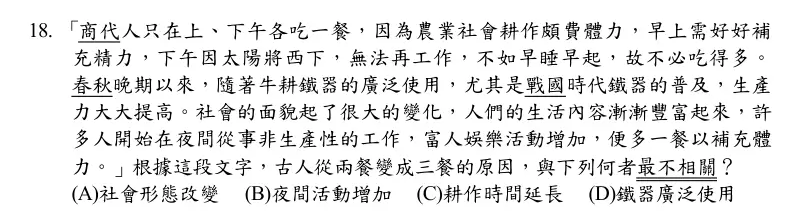 18. 「商代人只在上、下午各吃一餐，因為農業社會耕作頗費體力，早上需好好補
充精力，下午因太陽將西下，無法再工作，不如早睡早起，故不必吃得多。
春秋晚期以來，隨著牛耕鐵器的廣泛使用，尤其是戰國時代鐵器的普及，生產
力大大提高。社會的面貌起了很大的變化，人們的生活內容漸漸豐富起來，許
多人開始在夜間從事非生產性的工作，富人娛樂活動增加，便多一餐以補充體
力。」根據這段文字，古人從兩餐變成三餐的原因，與下列何者最不相關？
(A)社會形態改變　(B)夜間活動增加　(C)耕作時間延長　(D)鐵器廣泛使用